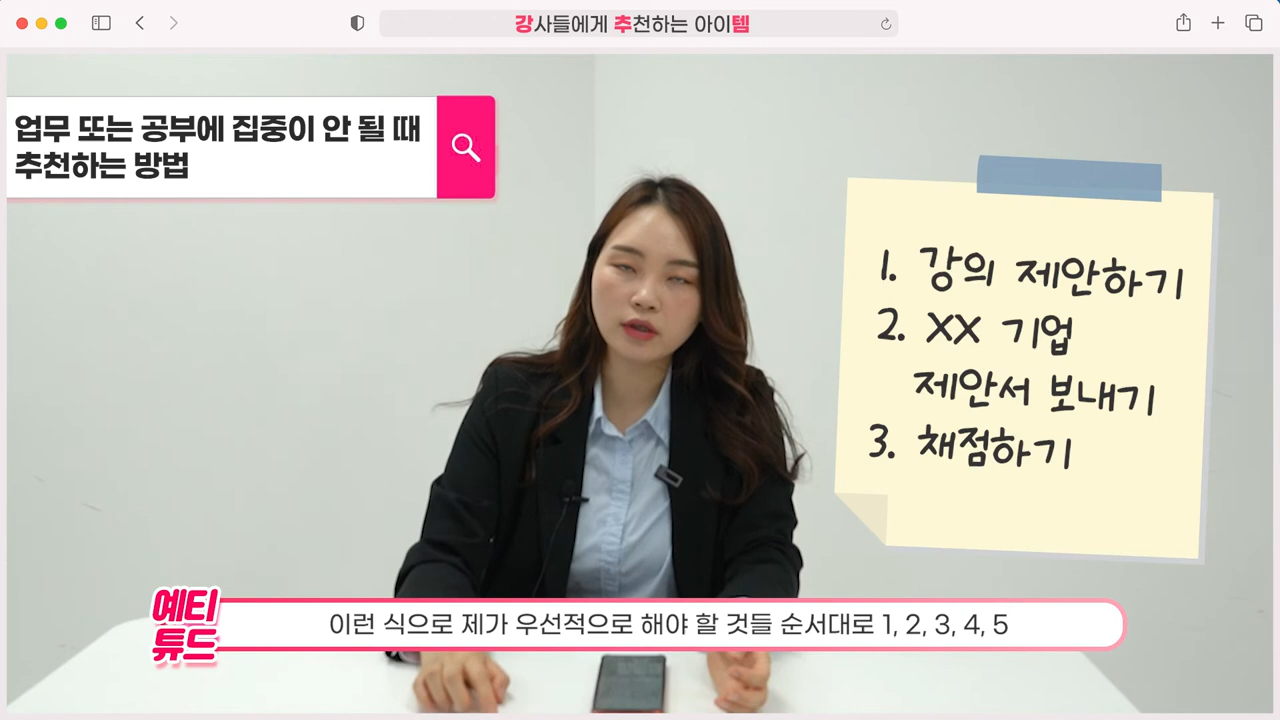 강사들에게 추천하는 아이템
업무 또는 공부에 집중이 안 될 때
추천하는 방법
1. 강의 제안하기
2. XX 기업
제안서 보내기
3. 채점하기
예티
튜드
이런 식으로 제가 우선적으로 해야 할 것들 순서대로 1, 2, 3, 4, 5